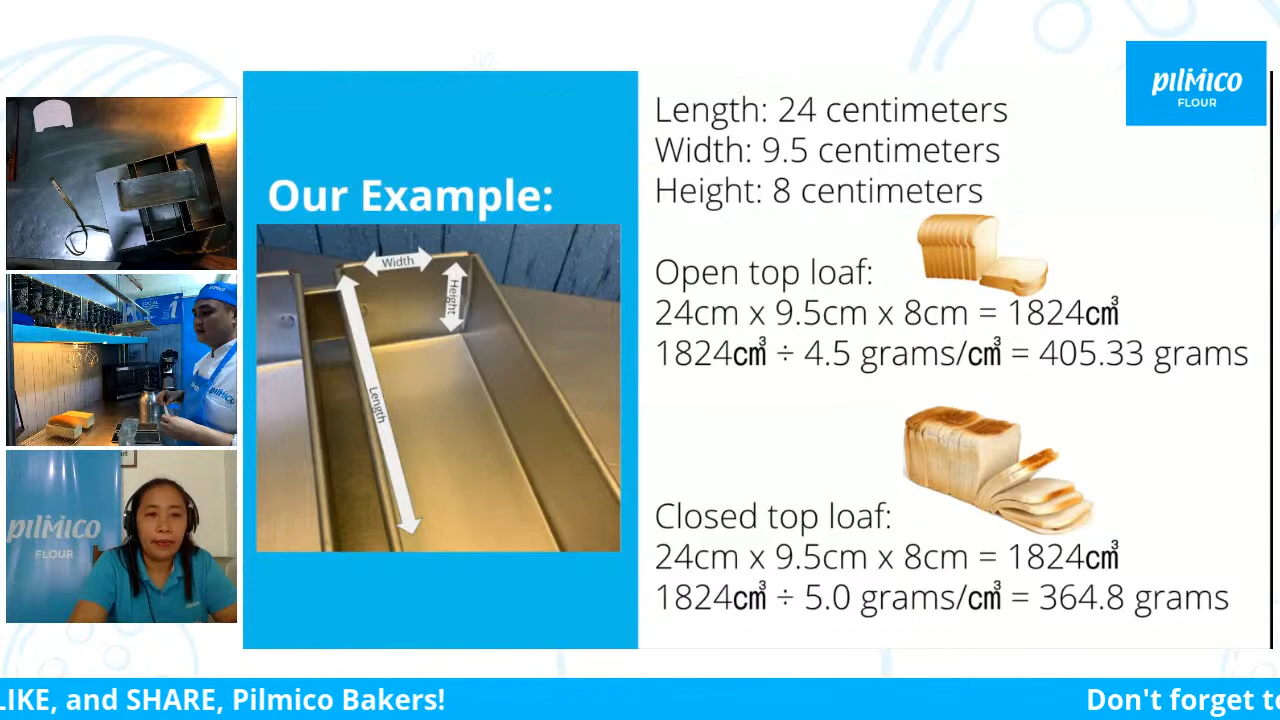 pilmico
FLOUR
Our Example:
Width
Height
Length
Length: 24 centimeters
Width: 9.5 centimeters
Height: 8 centimeters
Open top loaf:
24cm x 9.5cm x 8cm = 1824cm³
1824cm³ ÷ 4.5 grams/cm³ = 405.33 grams
Closed top loaf:
24cm x 9.5cm x 8cm = 1824cm³
1824cm³ ÷ 5.0 grams/cm³ = 364.8 grams
pilmico
pilmico
FLOUR
LIKE, and SHARE, Pilmico Bakers!
Don't forget to